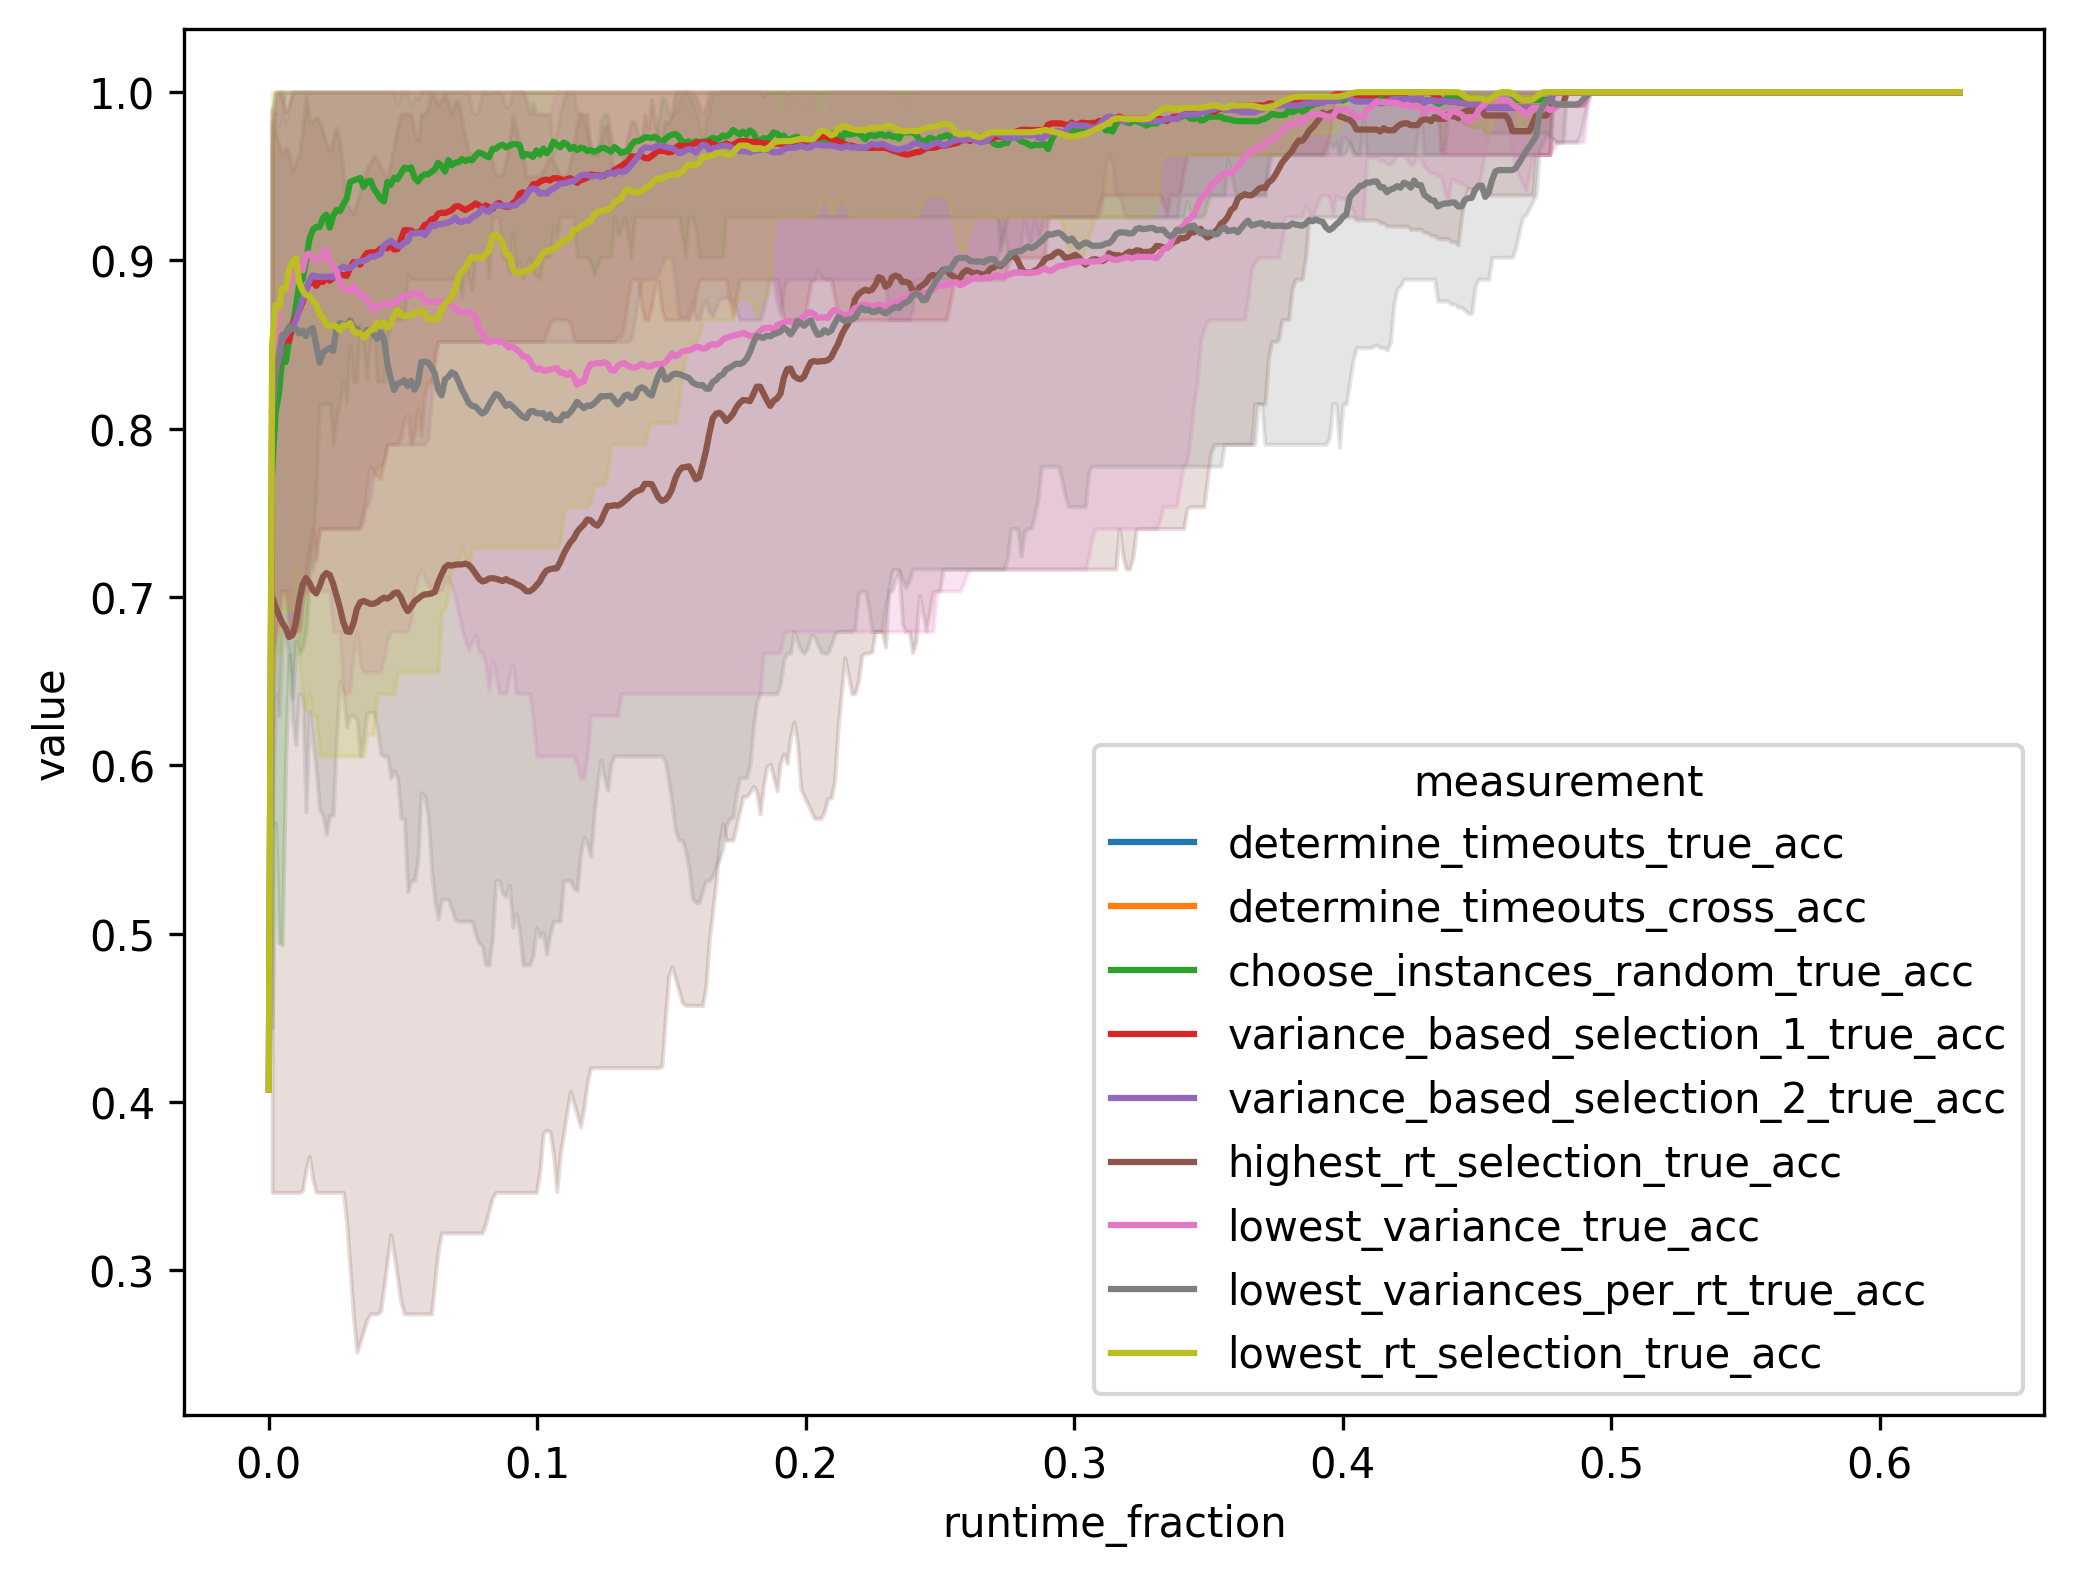 1.0
0.9
0.8
0.7
0.6
0.5
0.4
0.3
value
measurement
determine_timeouts_true_acc
determine_timeouts_cross_acc
choose_instances_random_true_acc
variance_based_selection_1_true_acc
variance_based_selection_2_true_acc
highest_rt_selection_true_acc
lowest_variance_true_acc
lowest_variances_per_rt_true_acc
lowest_rt_selection_true_acc
0.0 0.1 0.2 0.3 0.4 0.5 0.6
runtime_fraction